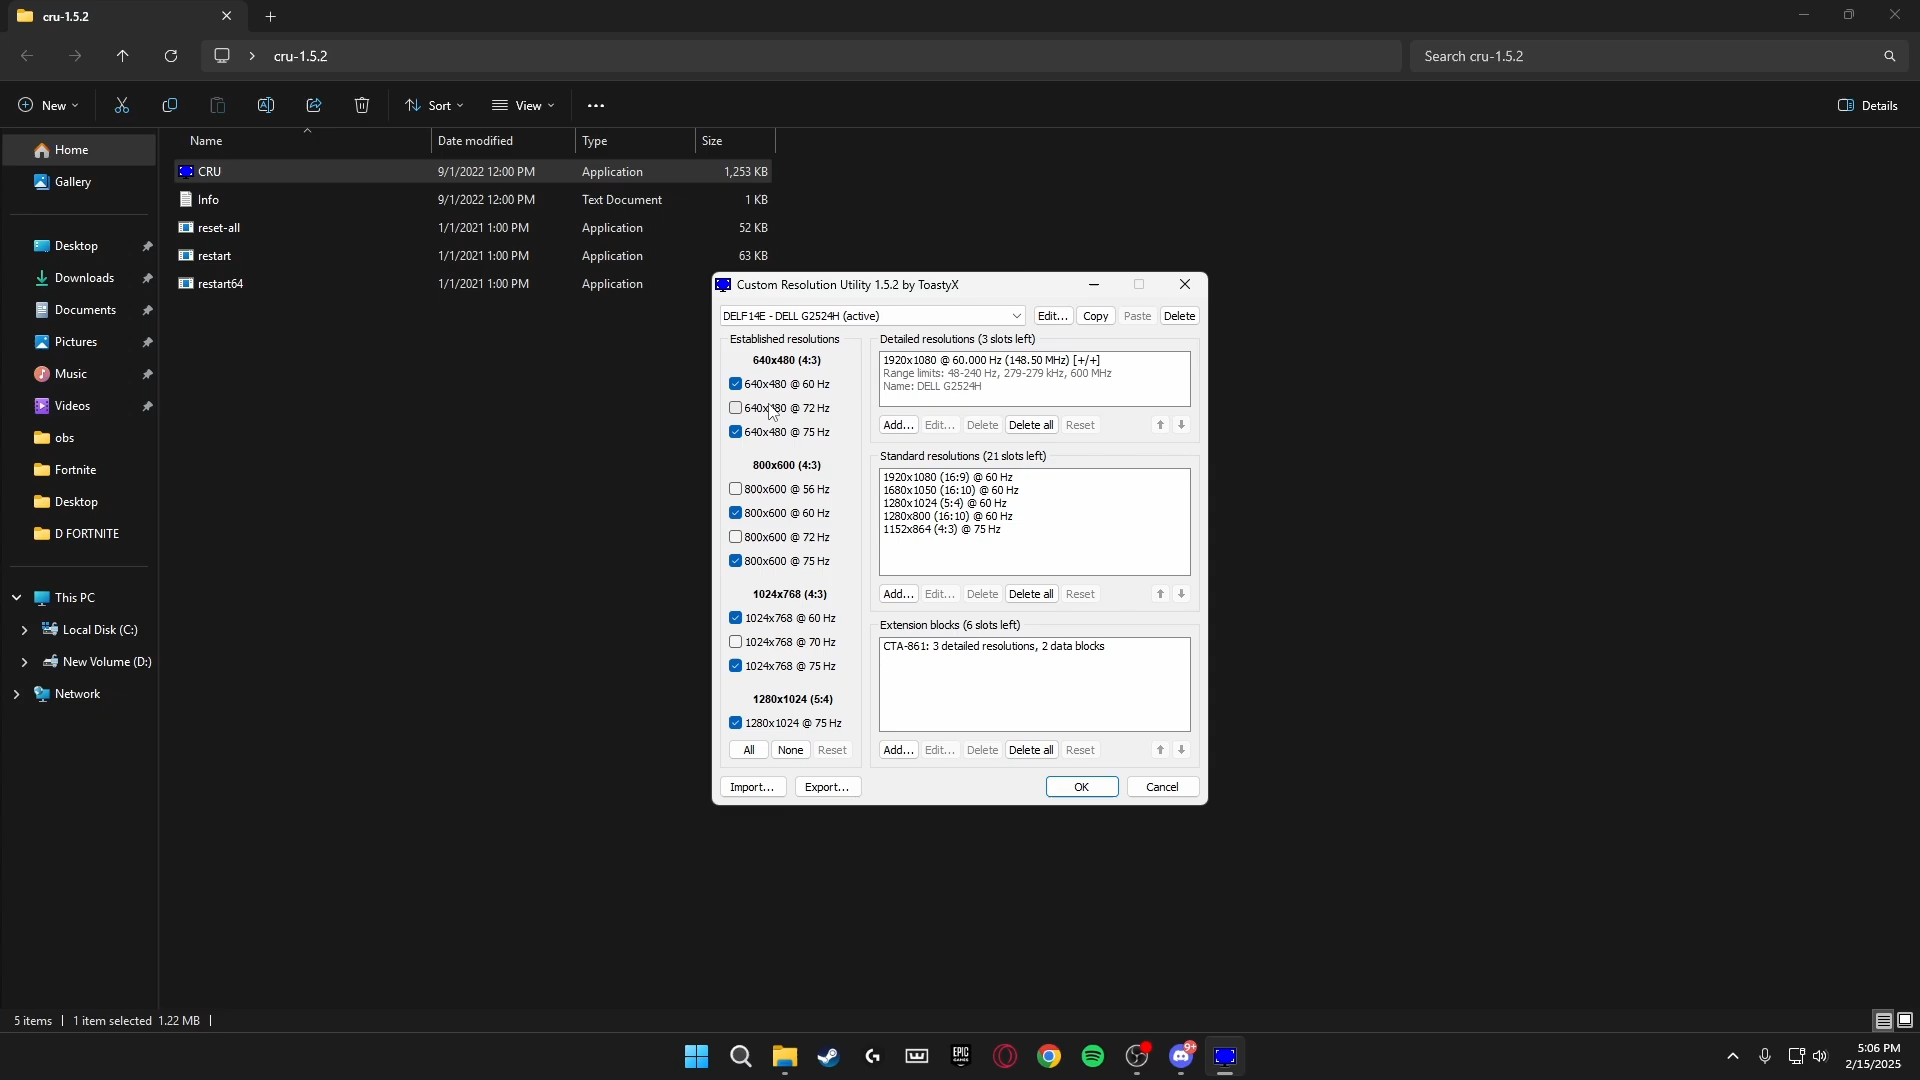 cru-1.5.2
cru-1.5.2
Search cru-1.5.2
New
Sort
View
Details
Name
Date modified
Type
Size
Home
Gallery
Desktop
Downloads
Documents
Pictures
Music
Videos
obs
Fortnite
Desktop
D FORTNITE
This PC
Local Disk (C:)
New Volume (D:)
Network
CRU 9/1/2022 12:00 PM Application 1,253 KB
Info 9/1/2022 12:00 PM Text Document 1 KB
reset-all 1/1/2021 1:00 PM Application 52 KB
restart 1/1/2021 1:00 PM Application 63 KB
restart64 1/1/2021 1:00 PM Application
Custom Resolution Utility 1.5.2 by ToastyX
DELF14E - DELL G2524H (active)
Edit... Copy Paste Delete
Established resolutions
640x480 (4:3)
640x480 @ 60 Hz
640x480 @ 72 Hz
640x480 @ 75 Hz
800x600 (4:3)
800x600 @ 56 Hz
800x600 @ 60 Hz
800x600 @ 72 Hz
800x600 @ 75 Hz
1024x768 (4:3)
1024x768 @ 60 Hz
1024x768 @ 70 Hz
1024x768 @ 75 Hz
1280x1024 (5:4)
1280x1024 @ 75 Hz
All None Reset
Detailed resolutions (3 slots left)
1920x1080 @ 60.000 Hz (148.50 MHz) [+/+]
Range limits: 48-240 Hz, 279-279 kHz, 600 MHz
Name: DELL G2524H
Add... Edit... Delete Delete all Reset
Standard resolutions (21 slots left)
1920x1080 (16:9) @ 60 Hz
1680x1050 (16:10) @ 60 Hz
1280x1024 (5:4) @ 60 Hz
1280x800 (16:10) @ 60 Hz
1152x864 (4:3) @ 75 Hz
Add... Edit... Delete Delete all Reset
Extension blocks (6 slots left)
CTA-861: 3 detailed resolutions, 2 data blocks
Add... Edit... Delete Delete all Reset
Import... Export... OK Cancel
5 items 1 item selected 1.22 MB
EPIC
GAMES
9+
5:06 PM
2/15/2025